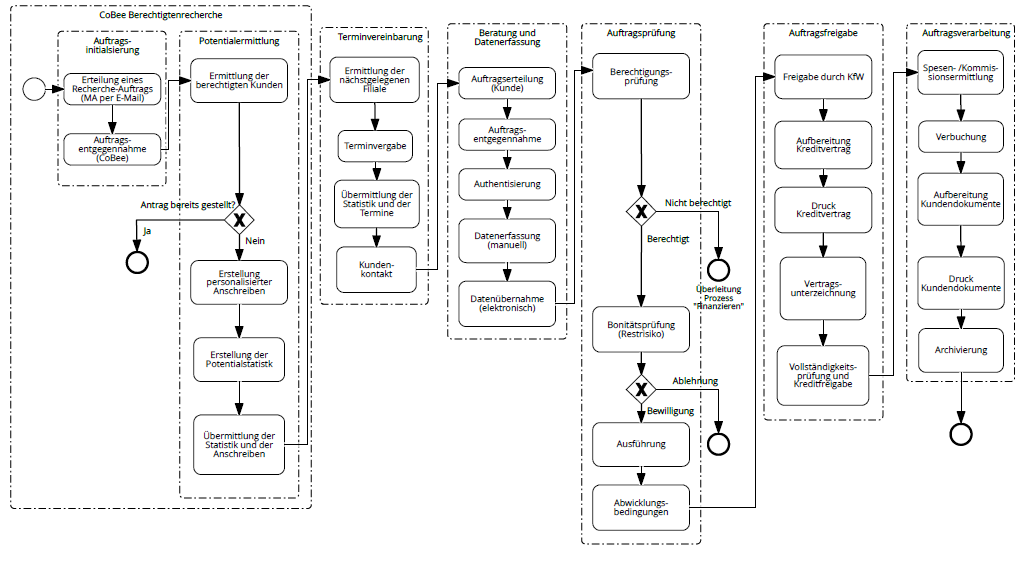 CoBee Berechtigtenrecherche
Auftrags-
initialsierung
Erteilung eines
Recherche-Auftrags
(MA per E-Mail)
Auftrags-
entgegennahme
(CoBee)
Potentialermittlung
Ermittlung der
berechtigten Kunden
Antrag bereits gestellt?
X
Ja
Nein
Erstellung
personalisierter
Anschreiben
Erstellung der
Potentialstatistk
Übermittlung der
Statistik und der
Anschreiben
Terminvereinbarung
Ermittlung der
nächstgelegenen
Filiale
Terminvergabe
Übermittlung der
Statistik und der
Termine
Kunden-
kontakt
Beratung und
Datenerfassung
Auftragserteilung
(Kunde)
Auftrags-
entgegennahme
Authentisierung
Datenerfassung
(manuell)
Datenübernahme
(elektronisch)
Auftragsprüfung
Berechtigungs-
prüfung
X
Nicht berechtigt
Berechtigt
Überleitung
Prozess
"Finanzieren"
Bonitätsprüfung
(Restrisiko)
X
Ablehnung
Bewilligung
Ausführung
Abwicklungs-
bedingungen
Auftragsfreigabe
Freigabe durch KfW
Aufbereitung
Kreditvertrag
Druck
Kreditvertrag
Vertrags-
unterzeichnung
Vollständigkeits-
prüfung und
Kreditfreigabe
Auftragsverarbeitung
Spesen- /Kommis-
sionsermittlung
Verbuchung
Aufbereitung
Kundendokumente
Druck
Kundendokumente
Archivierung